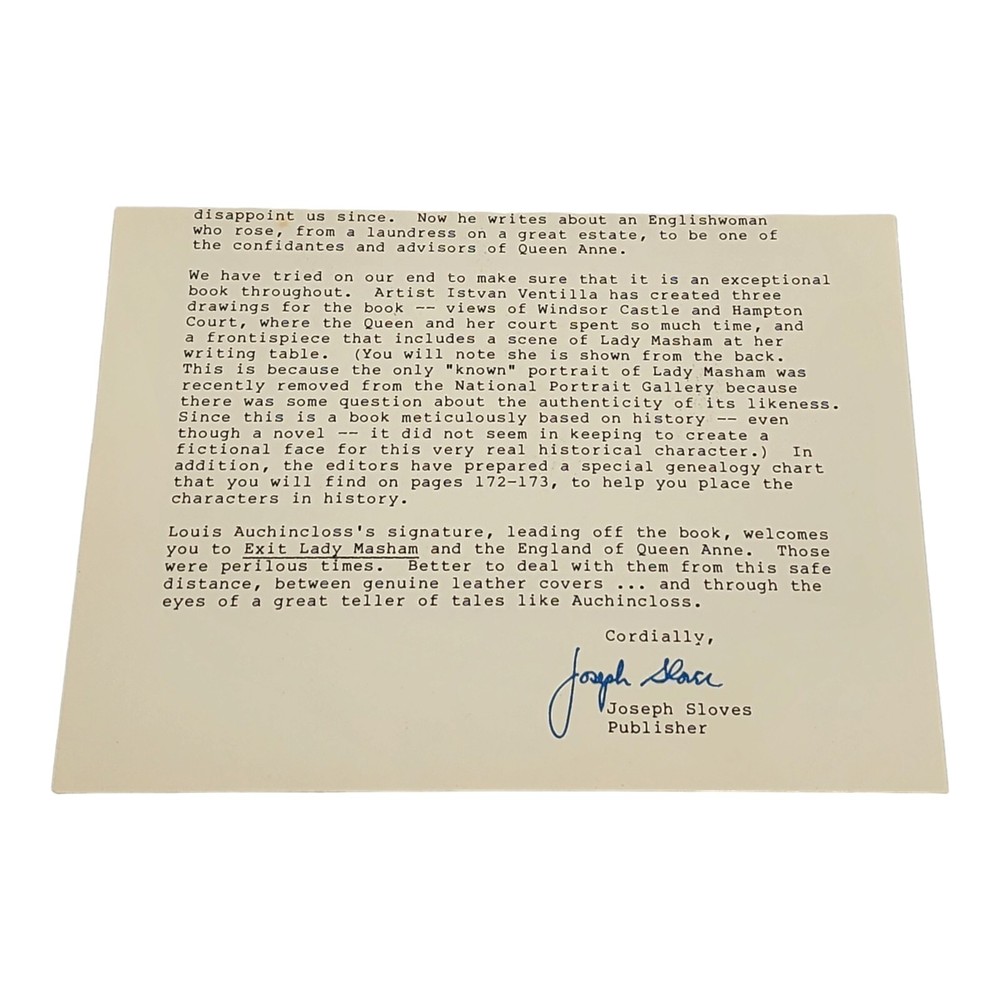 disappoint us since. Now he writes about an Englishwoman
who rose, from a laundress on a great estate, to be one of
the confidantes and advisors of Queen Anne.
We have tried on our end to make sure that it is an exceptional
book throughout. Artist Istvan Ventilla has created three
drawings for the book -- views of Windsor Castle and Hampton
Court, where the Queen and her court spent so much time, and
a frontispiece that includes a scene of Lady Masham at her
writing table. (You will note she is shown from the back.
This is because the only "known" portrait of Lady Masham was
recently removed from the National Portrait Gallery because
there was some question about the authenticity of its likeness.
Since this is a book meticulously based on history -- even
though a novel -- it did not seem in keeping to create a
fictional face for this very real historical character.) In
addition, the editors have prepared a special genealogy chart
that you will find on pages 172-173, to help you place the
characters in history.
Louis Auchincloss's signature, leading off the book, welcomes
you to Exit Lady Masham and the England of Queen Anne. Those
were perilous times. Better to deal with them from this safe
distance, between genuine leather covers ... and through the
eyes of a great teller of tales like Auchincloss.
Cordially,
Joseph Sloves
Joseph Sloves
Publisher